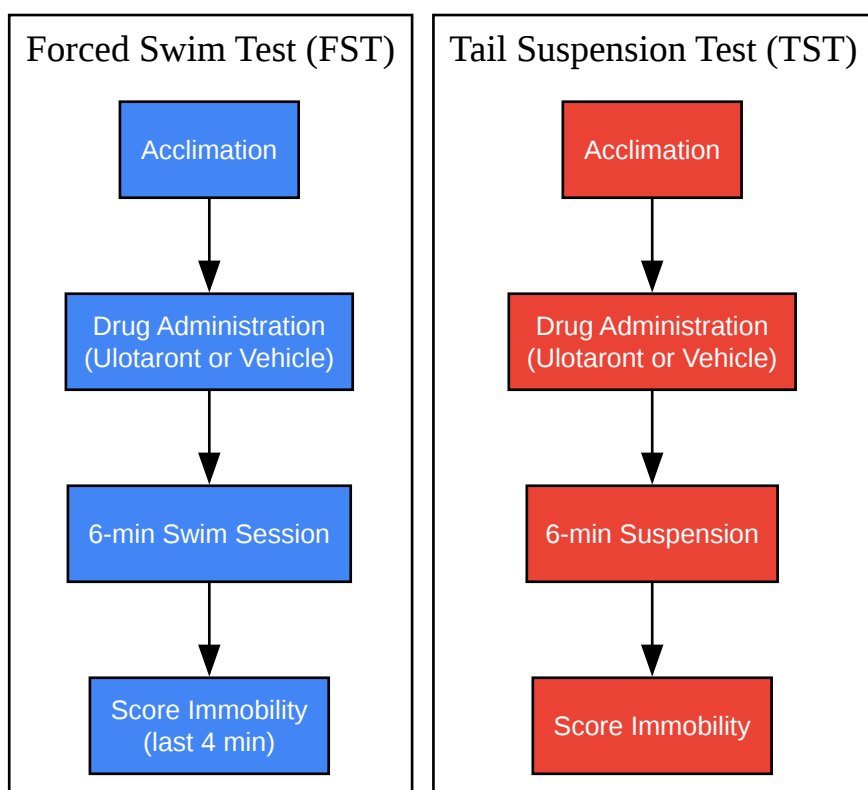 Forced Swim Test (FST)
Acclimation
Drug Administration
(Ulotaront or Vehicle)
6-min Swim Session
Score Immobility
(last 4 min)
Tail Suspension Test (TST)
Acclimation
Drug Administration
(Ulotaront or Vehicle)
6-min Suspension
Score Immobility